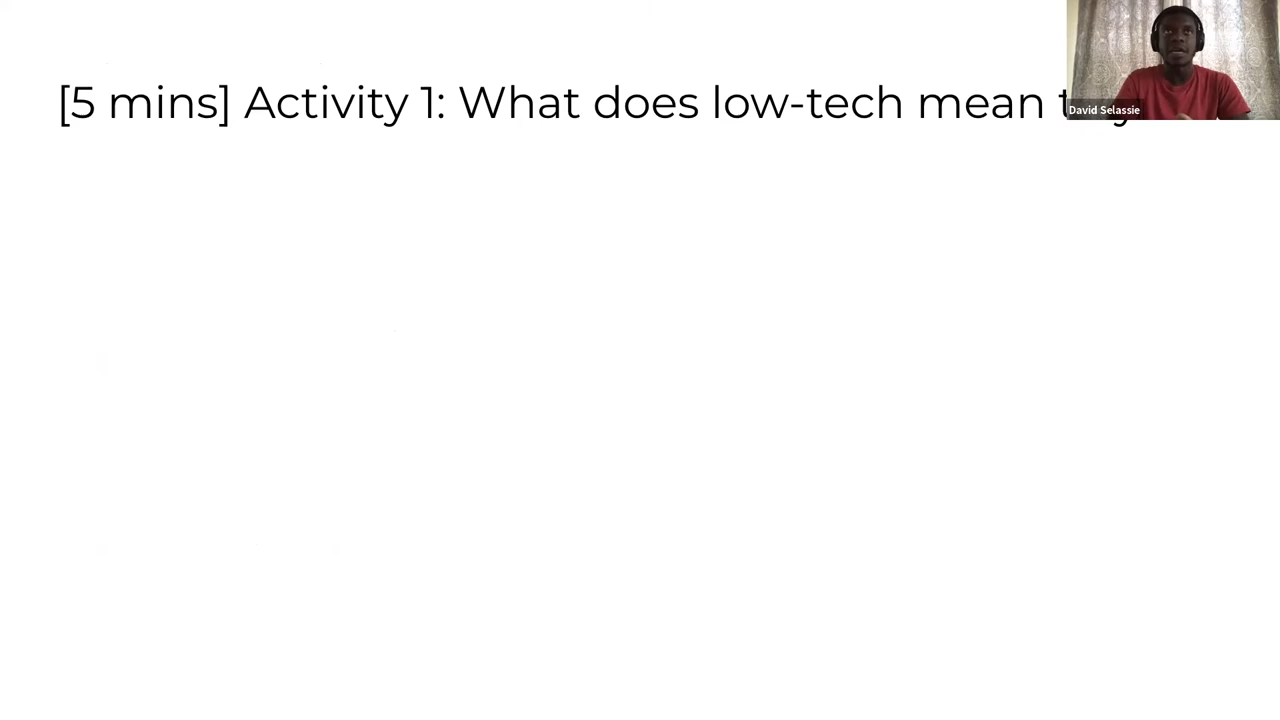 [5 mins] Activity 1: What does low-tech mean
David Selassie